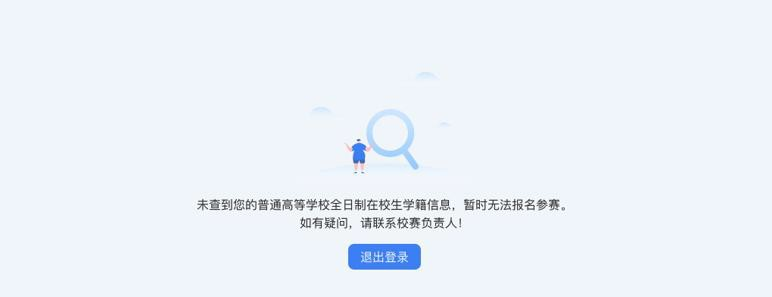 未查到您的普通高等学校全日制在校生学籍信息，暂时无法报名参赛。
如有疑问，请联系校赛负责人！
退出登录